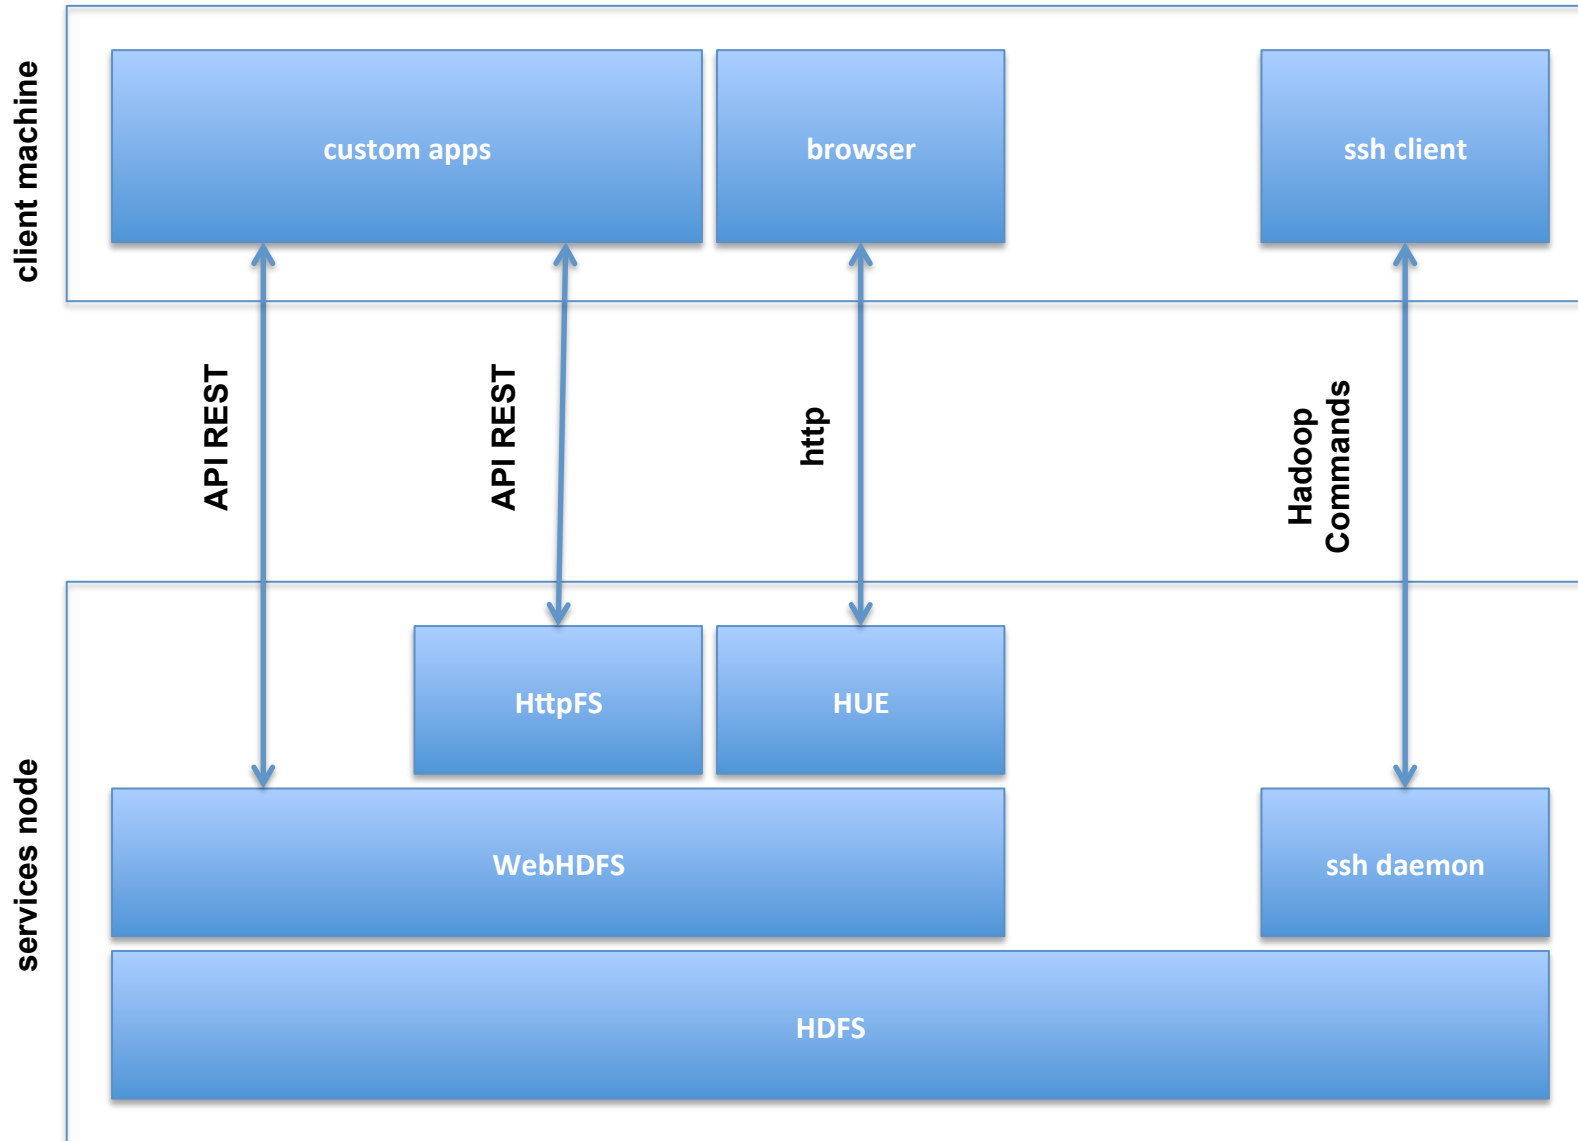 client machine
custom apps
browser
ssh client
API REST
API REST
http
Hadoop
Commands
services node
HttpFS
HUE
WebHDFS
ssh daemon
HDFS